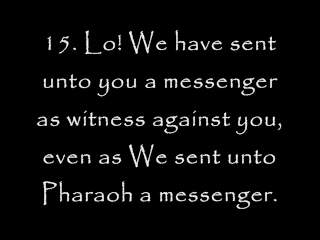 15. Lo! We have sent
unto you a messenger
as witness against you,
even as We sent unto
Pharaoh a messenger.